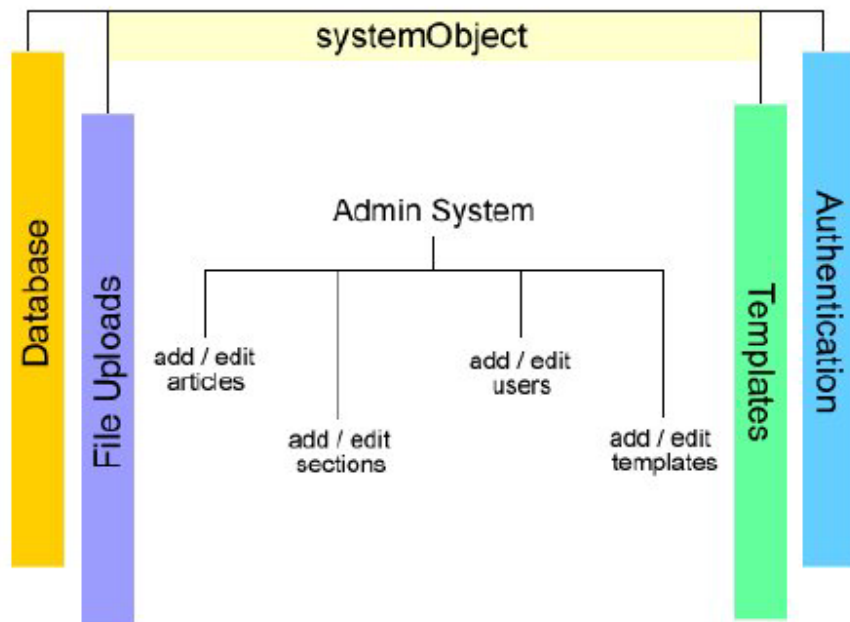 systemObject
Database
File Uploads
Admin System
add / edit
articles
add / edit
sections
add / edit
users
add / edit
templates
Templates
Authentication